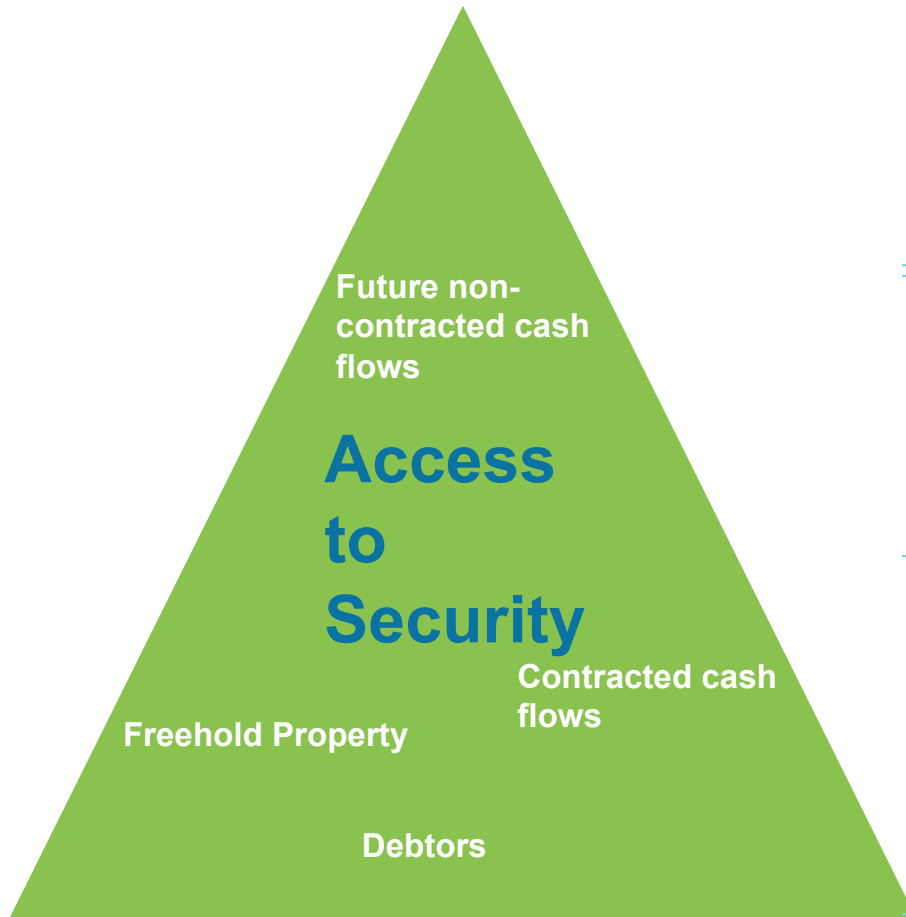 Future non-
contracted cash
flows
Access
to
Security
Contracted cash
flows
Freehold Property
Debtors